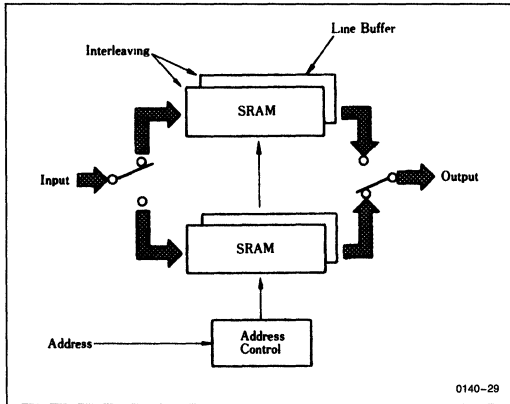 Line Buffer
Interleaving
SRAM
Input
Output
SRAM
Address
Address
Control
0140-29